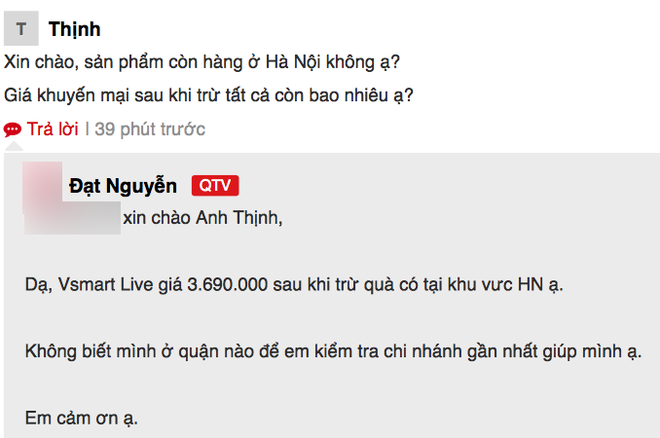 T
Thịnh
Xin chào, sản phẩm còn hàng ở Hà Nội không ạ?
Giá khuyến mại sau khi trừ tất cả còn bao nhiêu ạ?
Trả lời | 39 phút trước
Đạt Nguyễn QTV
xin chào Anh Thịnh,
Dạ, Vsmart Live giá 3.690.000 sau khi trừ quà có tại khu vưc HN ạ.
Không biết mình ở quận nào để em kiểm tra chi nhánh gần nhất giúp mình ạ.
Em cảm ơn ạ.